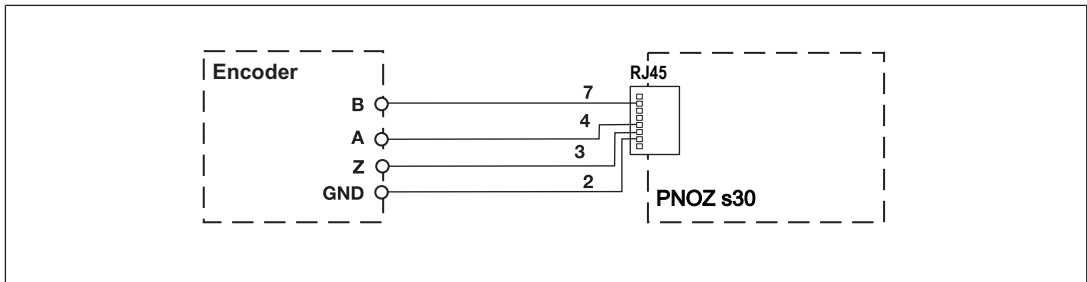 Encoder
RJ45
B 7
A 4
Z 3
GND 2
PNOZ s30